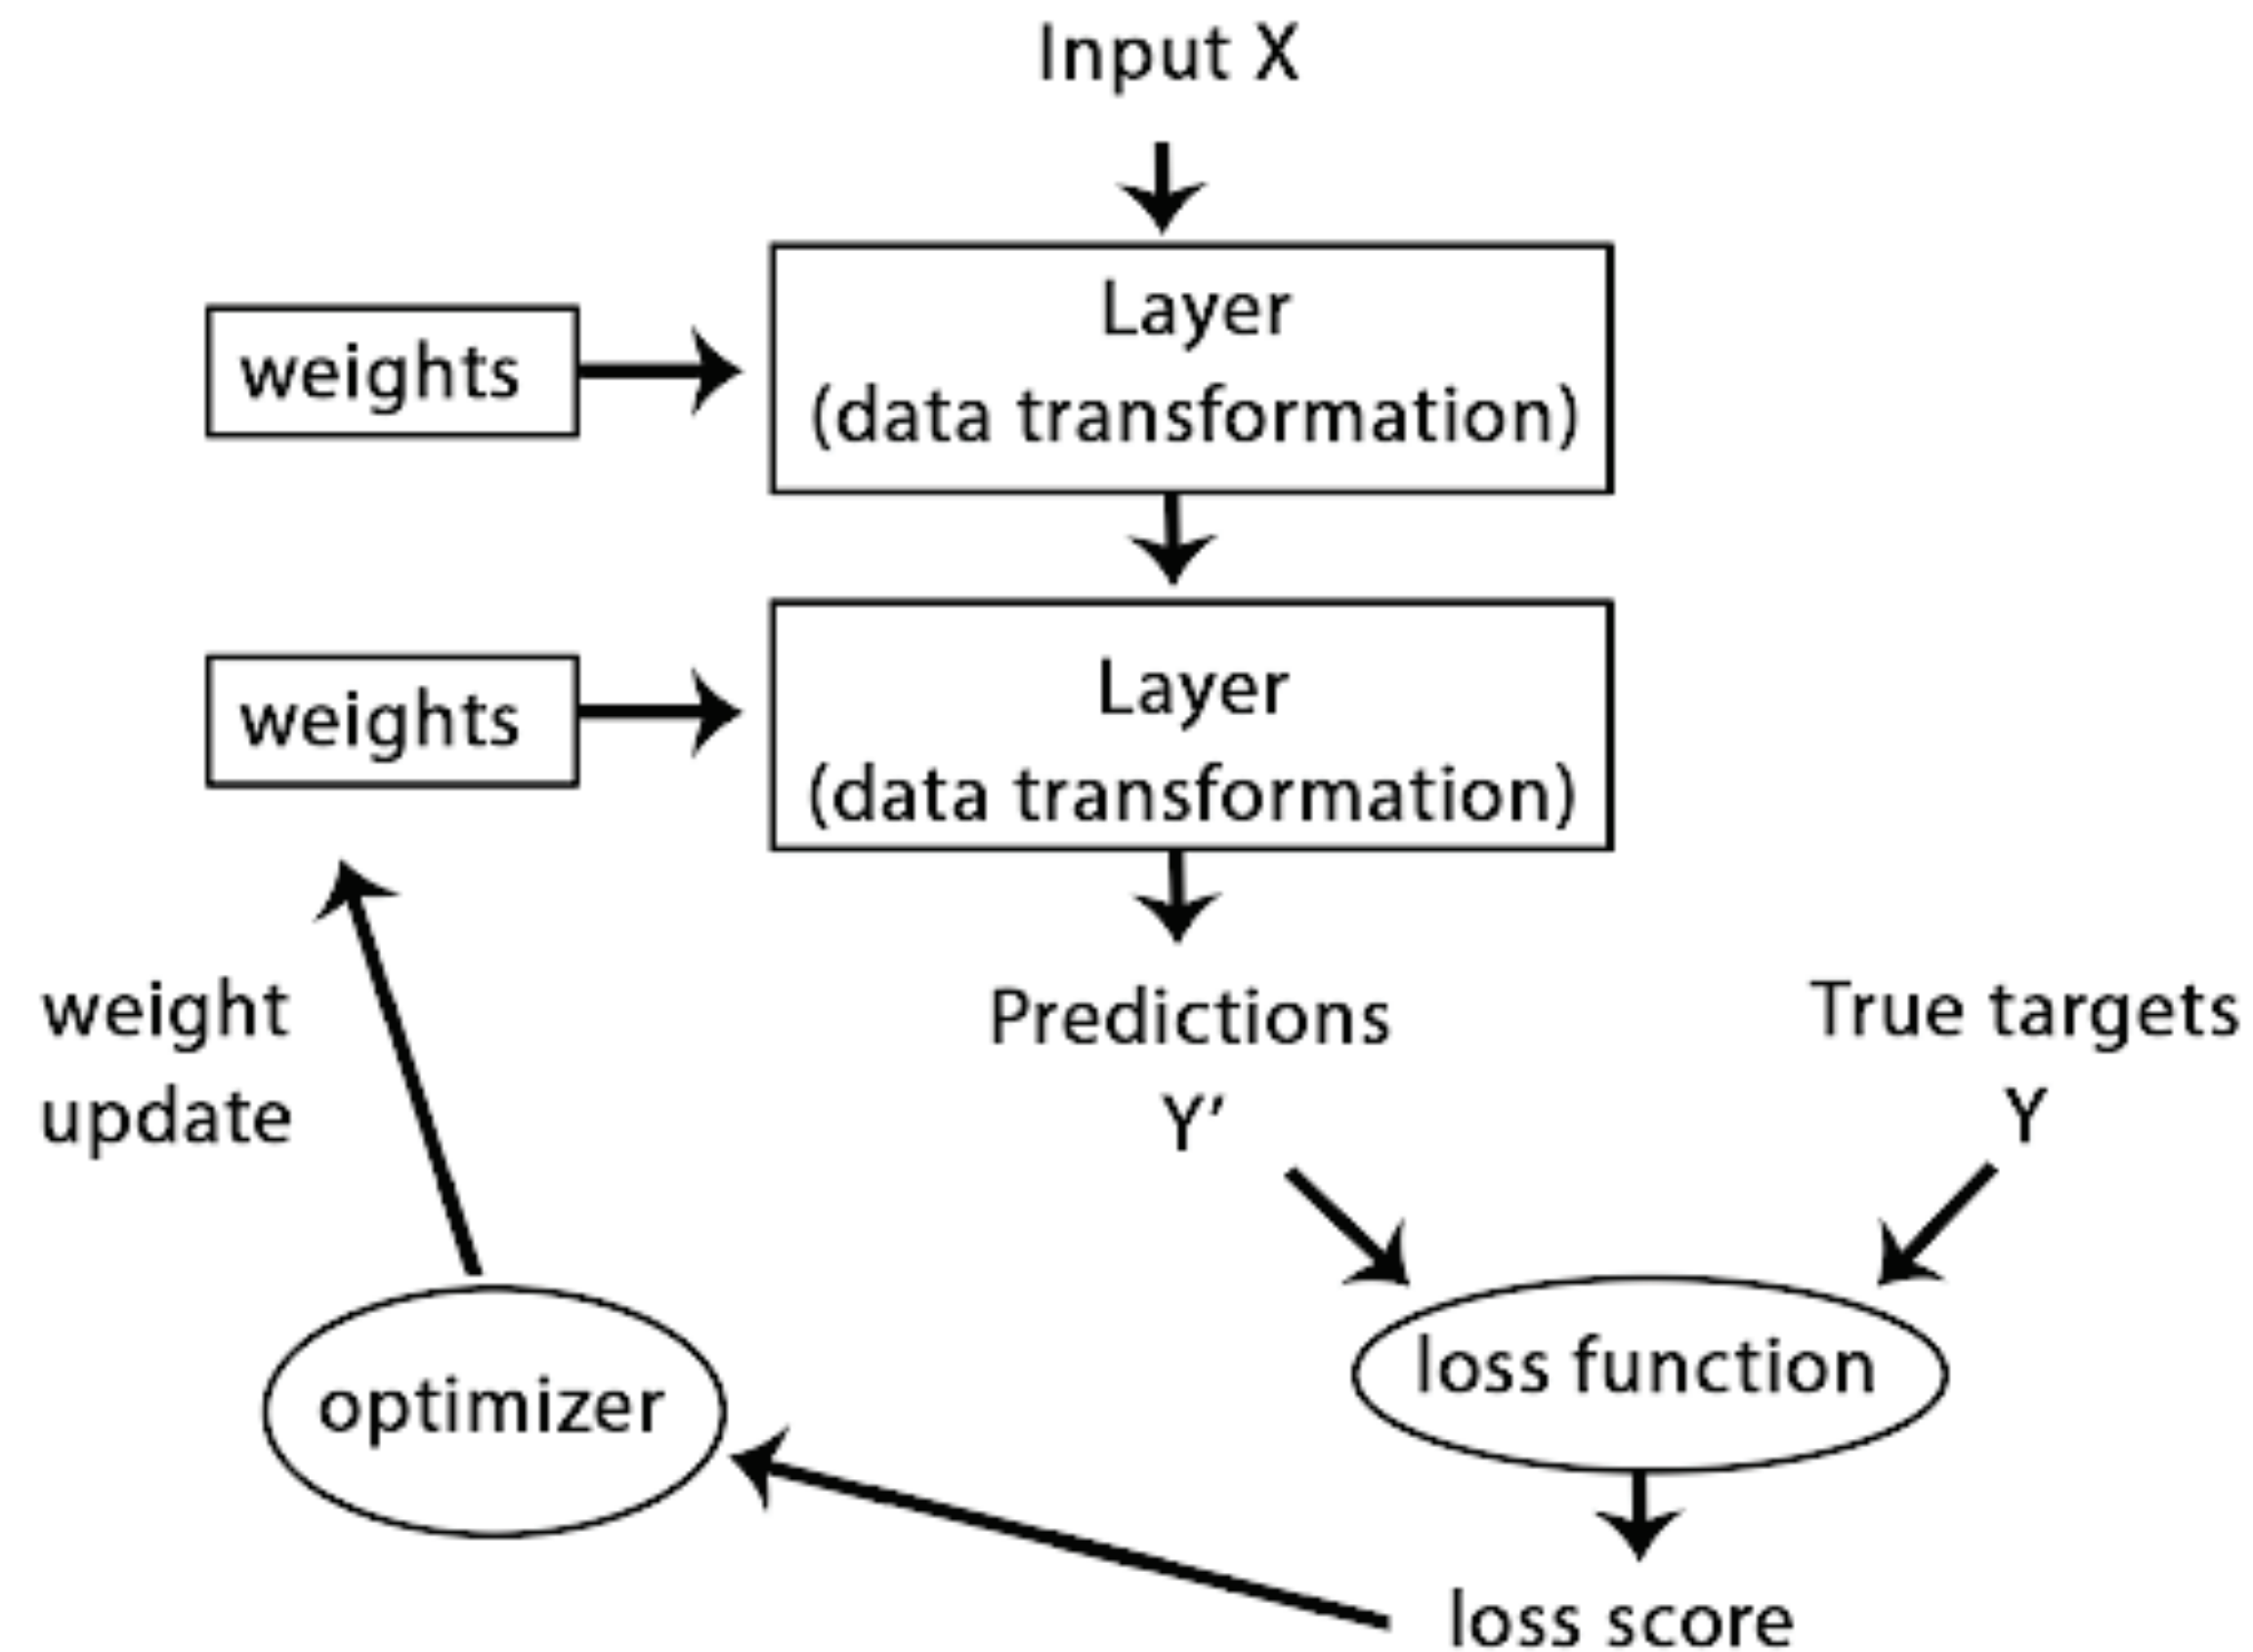 Input X
weights
Layer
(data transformation)
weights
Layer
(data transformation)
weight
update
Predictions
Y'
True targets
Y
optimizer
loss function
loss score